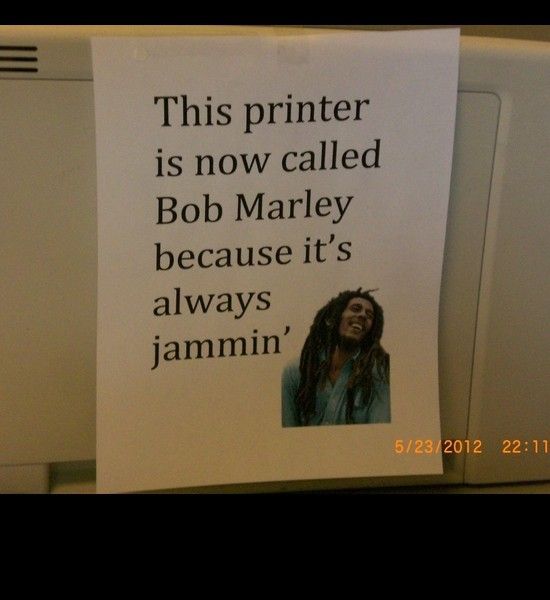 This printer
is now called
Bob Marley
because it's
always
jammin'
5/23/2012 22:11